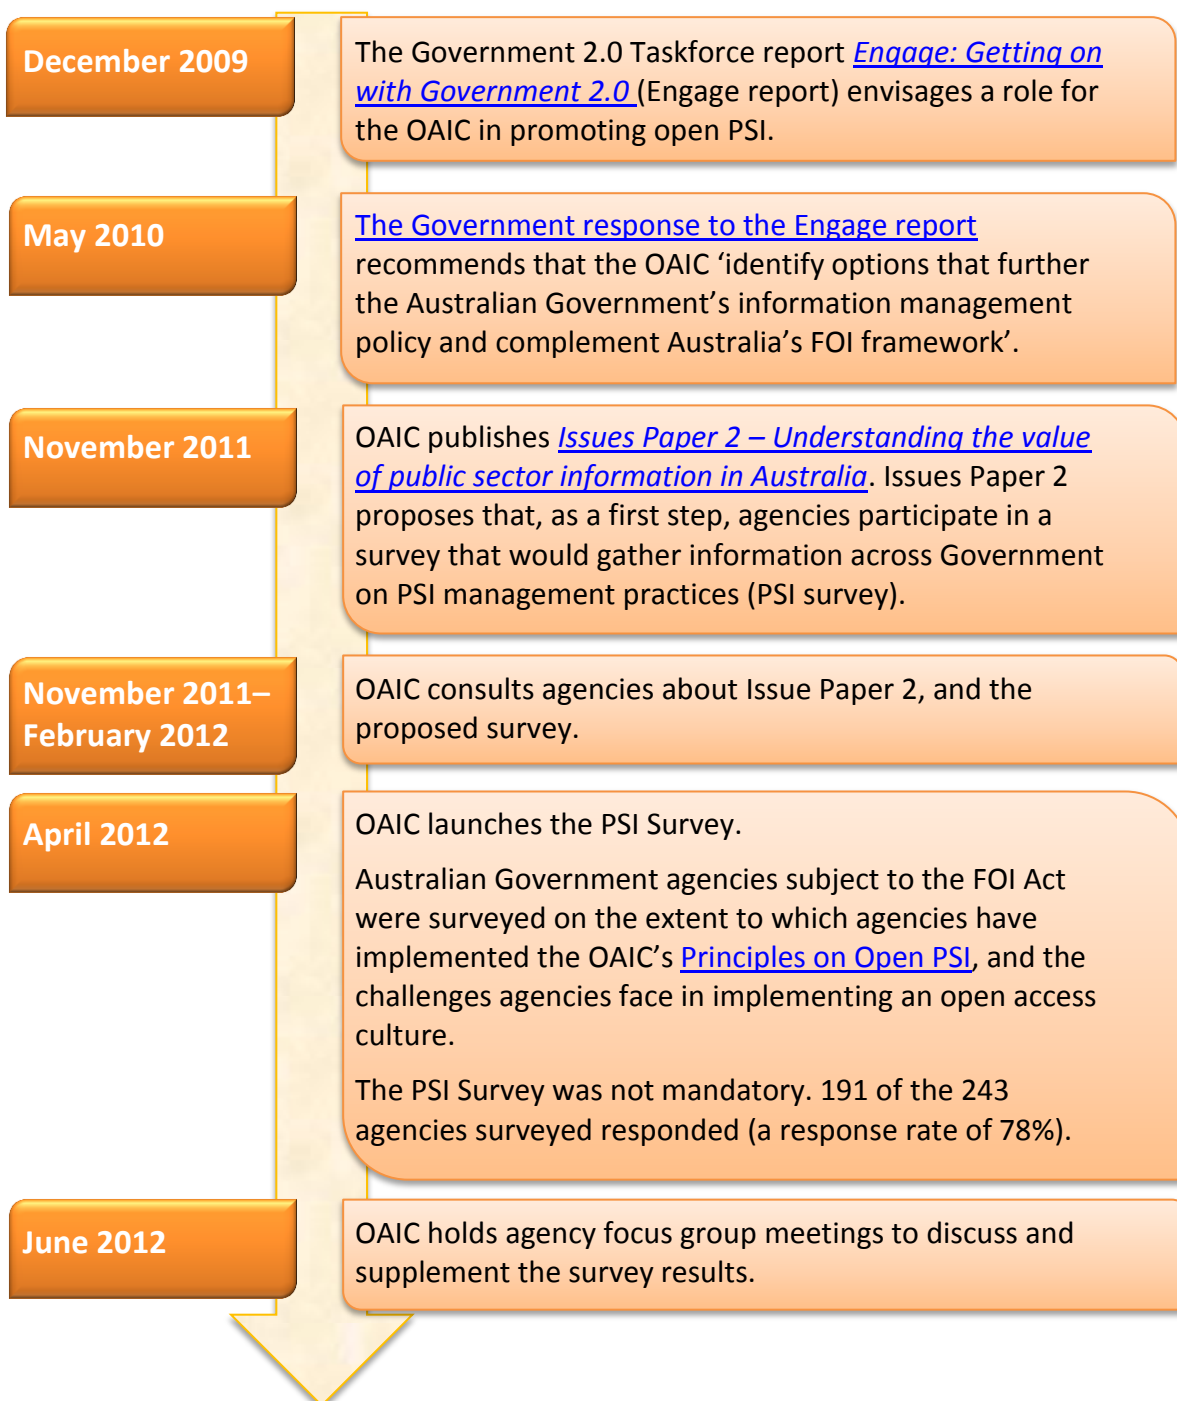 December 2009
The Government 2.0 Taskforce report Engage: Getting on
with Government 2.0 (Engage report) envisages a role for
the OAIC in promoting open PSI.
May 2010
The Government response to the Engage report
recommends that the OAIC ‘identify options that further
the Australian Government’s information management
policy and complement Australia’s FOI framework’.
November 2011
OAIC publishes Issues Paper 2 – Understanding the value
of public sector information in Australia. Issues Paper 2
proposes that, as a first step, agencies participate in a
survey that would gather information across Government
on PSI management practices (PSI survey).
November 2011–
February 2012
OAIC consults agencies about Issue Paper 2, and the
proposed survey.
April 2012
OAIC launches the PSI Survey.
Australian Government agencies subject to the FOI Act
were surveyed on the extent to which agencies have
implemented the OAIC’s Principles on Open PSI, and the
challenges agencies face in implementing an open access
culture.
The PSI Survey was not mandatory. 191 of the 243
agencies surveyed responded (a response rate of 78%).
June 2012
OAIC holds agency focus group meetings to discuss and
supplement the survey results.